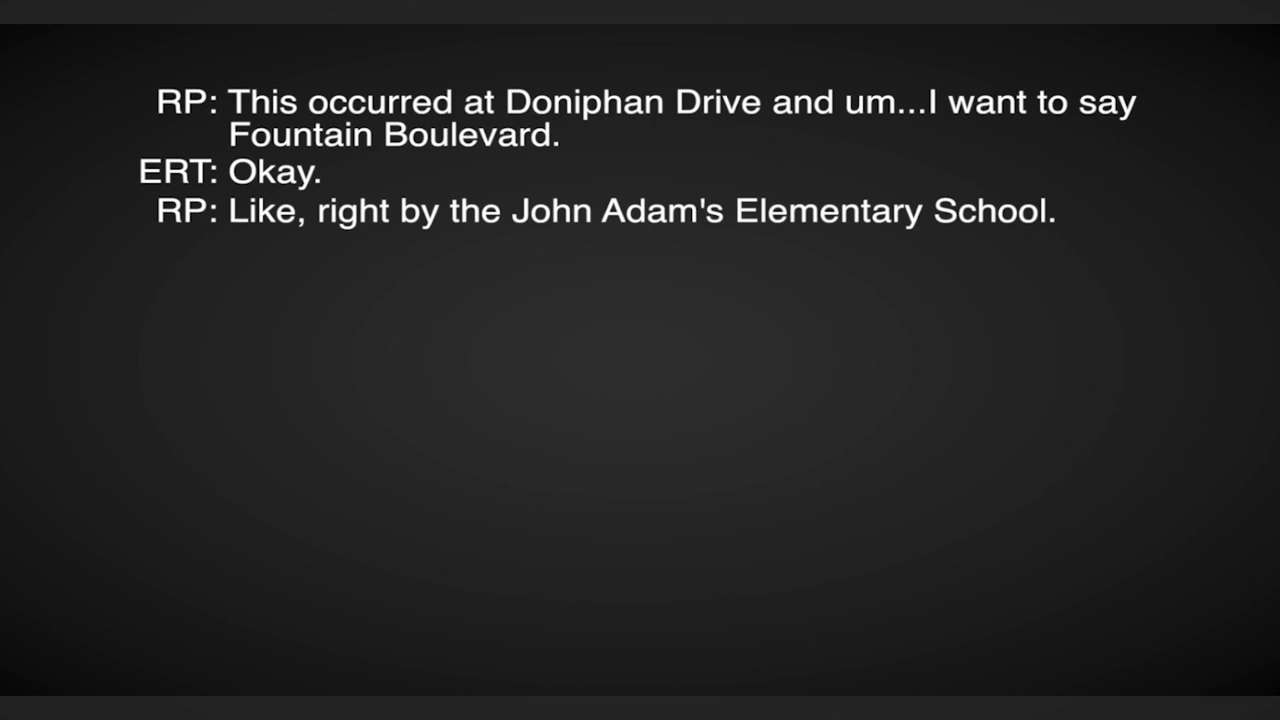 RP: This occurred at Doniphan Drive and um...I want to say
Fountain Boulevard.
ERT: Okay.
RP: Like, right by the John Adam's Elementary School.